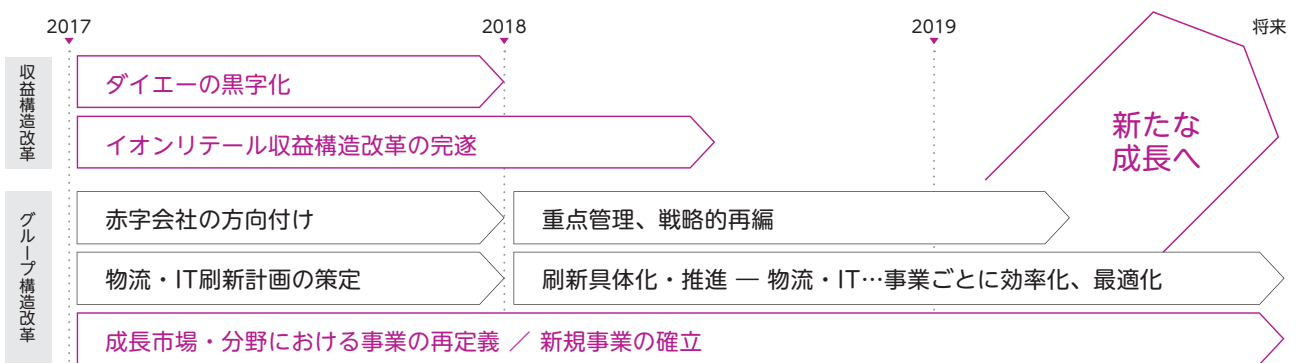 2017
2018
2019
将来
収益構造改革
ダイエーの黒字化
イオンリテール収益構造改革の完遂
新たな
成長へ
グループ構造改革
赤字会社の方向付け
重点管理、戦略的再編
物流・IT刷新計画の策定
刷新具体化・推進 ― 物流・IT…事業ごとに効率化、最適化
成長市場・分野における事業の再定義 ／ 新規事業の確立